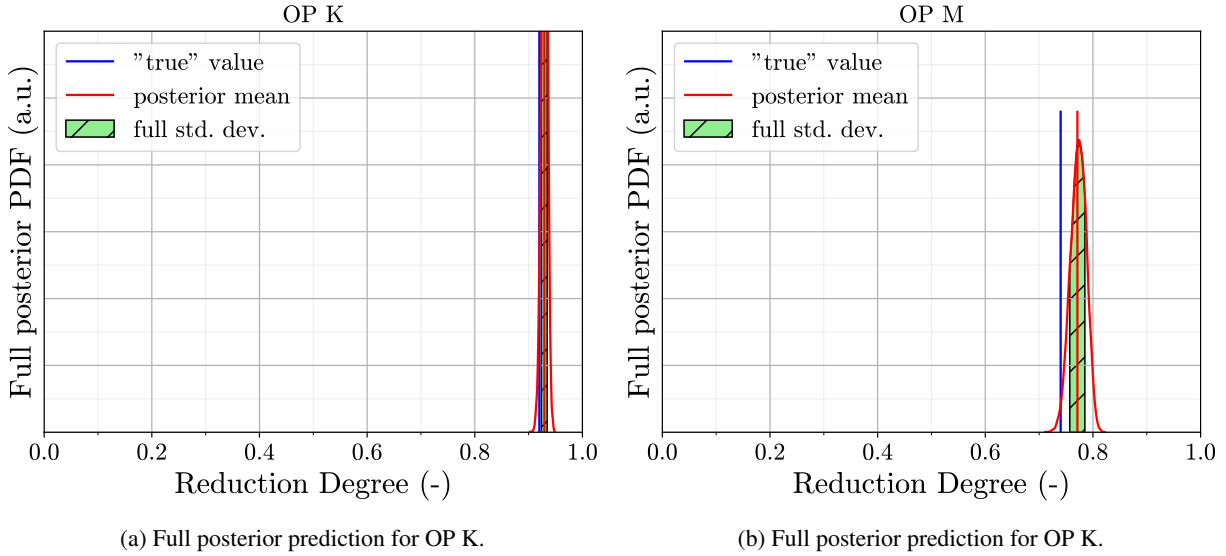 OP K
"true" value
posterior mean
full std. dev.
Full posterior PDF (a.u.)
0.0 0.2 0.4 0.6 0.8 1.0
Reduction Degree (-)
(a) Full posterior prediction for OP K.
OP M
"true" value
posterior mean
full std. dev.
Full posterior PDF (a.u.)
0.0 0.2 0.4 0.6 0.8 1.0
Reduction Degree (-)
(b) Full posterior prediction for OP K.